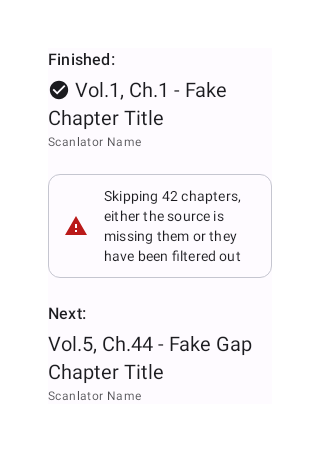 Finished:
Vol.1, Ch.1 - Fake
Chapter Title
Scanlator Name
Skipping 42 chapters,
either the source is
missing them or they
have been filtered out
Next:
Vol.5, Ch.44 - Fake Gap
Chapter Title
Scanlator Name